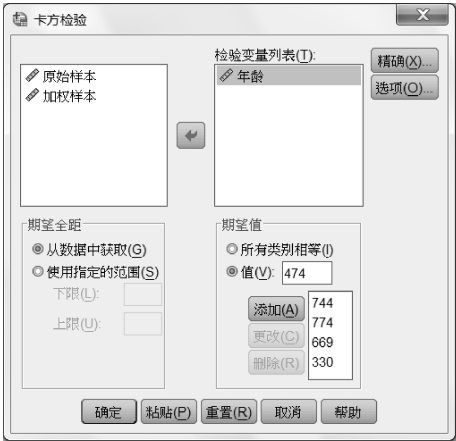 卡方检验
检验变量列表(T):
原始样本
加权样本
年龄
精确(X)...
选项(O)...
期望全距
从数据中获取(G)
使用指定的范围(S)
下限(L):
上限(U):
期望值
所有类别相等(I)
值(V): 474
添加(A)
更改(C)
删除(R)
744
774
669
330
确定 粘贴(P) 重置(R) 取消 帮助